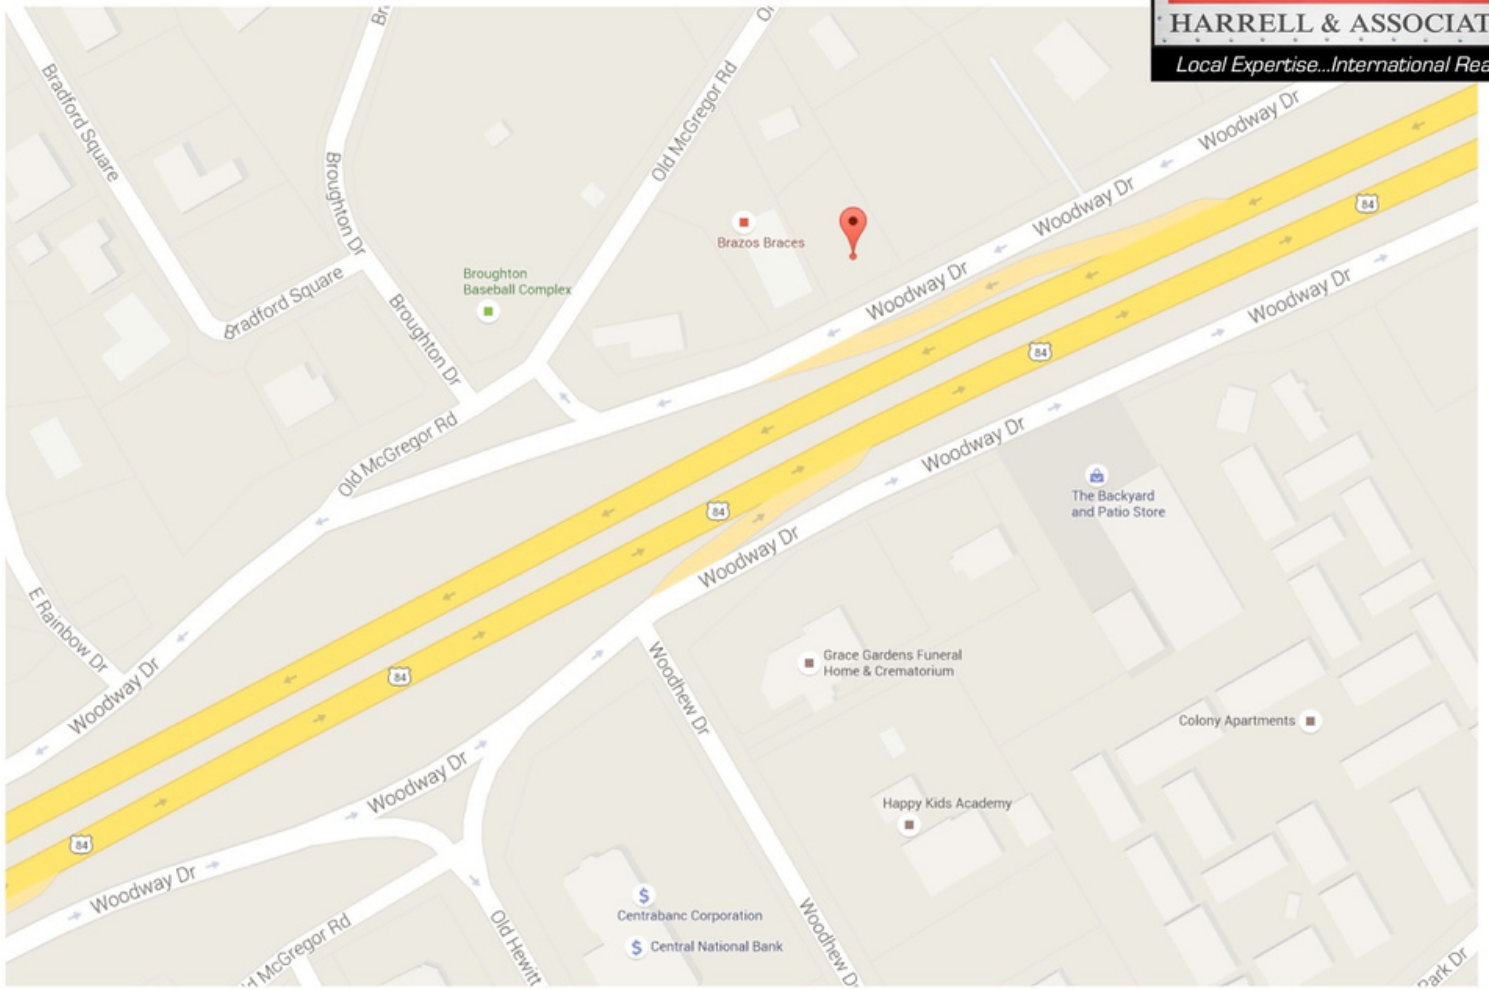 HARRELL & ASSOCIAT
Local Expertise...International Rea
Bradford Square
Broughton Dr
Old McGregor Rd
Woodway Dr
Woodway Dr
84
Brazos Braces
Broughton
Baseball Complex
Bradford Square
Broughton Dr
Woodway Dr
Woodway Dr
84
Old McGregor Rd
Woodway Dr
The Backyard
and Patio Store
84
Woodway Dr
E Rainbow Dr
Woodway Dr
84
Woodhew Dr
Grace Gardens Funeral
Home & Crematorium
Colony Apartments
Woodway Dr
Happy Kids Academy
84
Woodway Dr
$
Centrabanc Corporation
$ Central National Bank
Old Hewitt
d McGregor Rd
Woodhew D
Park Dr